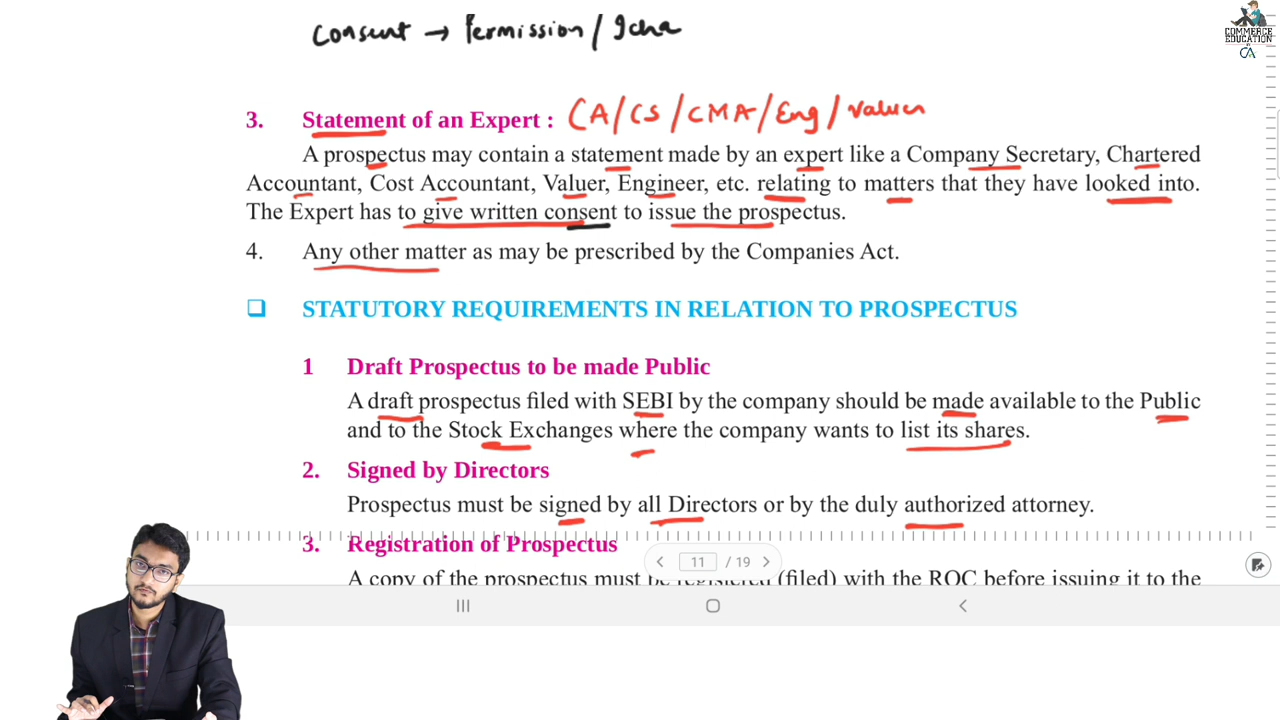 Consent → Permission / Icha
COMMERCE
EDUCATION
BY
CA
3. Statement of an Expert : CA/CS/CMA/Eng/Valuer
A prospectus may contain a statement made by an expert like a Company Secretary, Chartered
Accountant, Cost Accountant, Valuer, Engineer, etc. relating to matters that they have looked into.
The Expert has to give written consent to issue the prospectus.
4. Any other matter as may be prescribed by the Companies Act.
❑ STATUTORY REQUIREMENTS IN RELATION TO PROSPECTUS
1 Draft Prospectus to be made Public
A draft prospectus filed with SEBI by the company should be made available to the Public
and to the Stock Exchanges where the company wants to list its shares.
2. Signed by Directors
Prospectus must be signed by all Directors or by the duly authorized attorney.
3. Registration of Prospectus
11 / 19
A copy of the prospectus must be registered (filed) with the ROC before issuing it to the